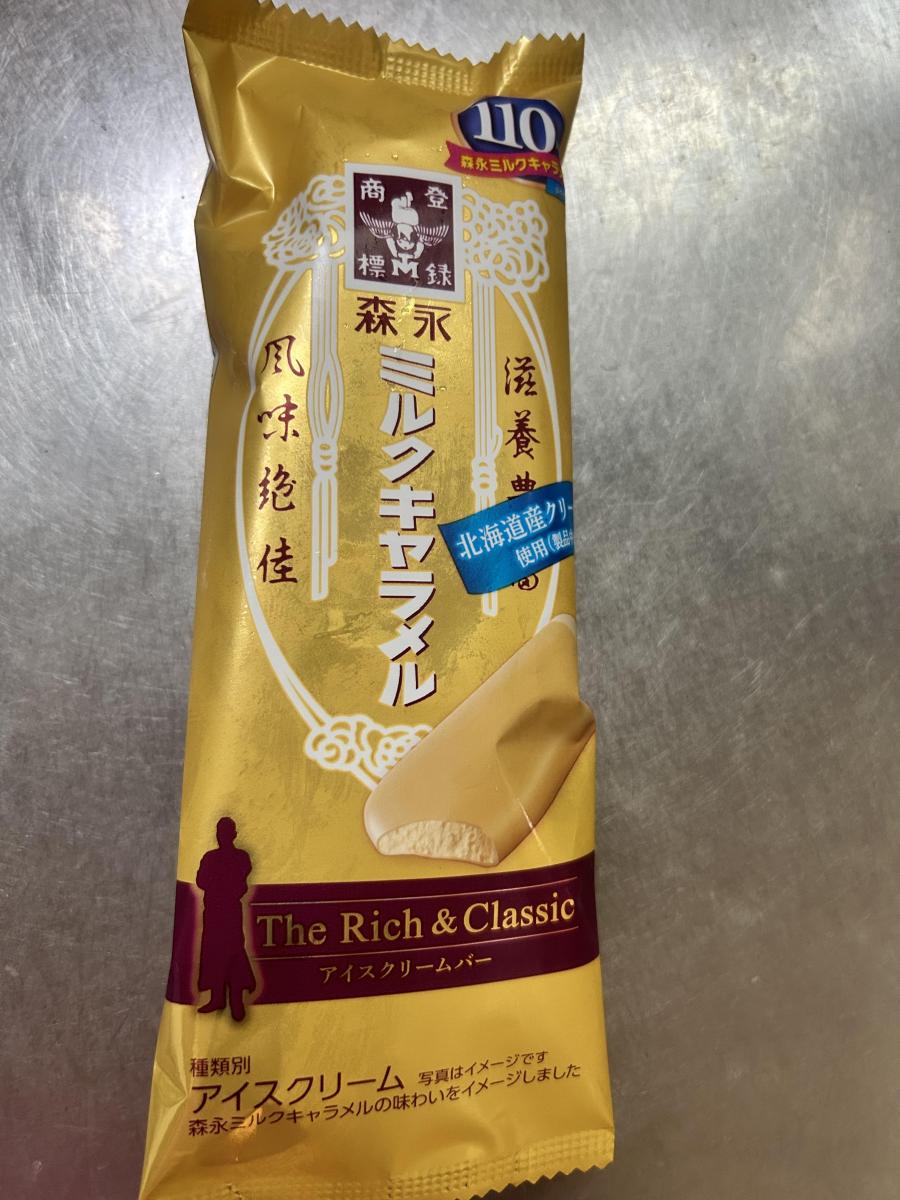 110
森永ミルクキャラ
商登
標録
M
森永
ミルクキャラメル
滋養豊
風味絶佳
北海道産クリー
使用(製品
The Rich & Classic
アイスクリームバー
種類別
アイスクリーム 写真はイメージです
森永ミルクキャラメルの味わいをイメージしました